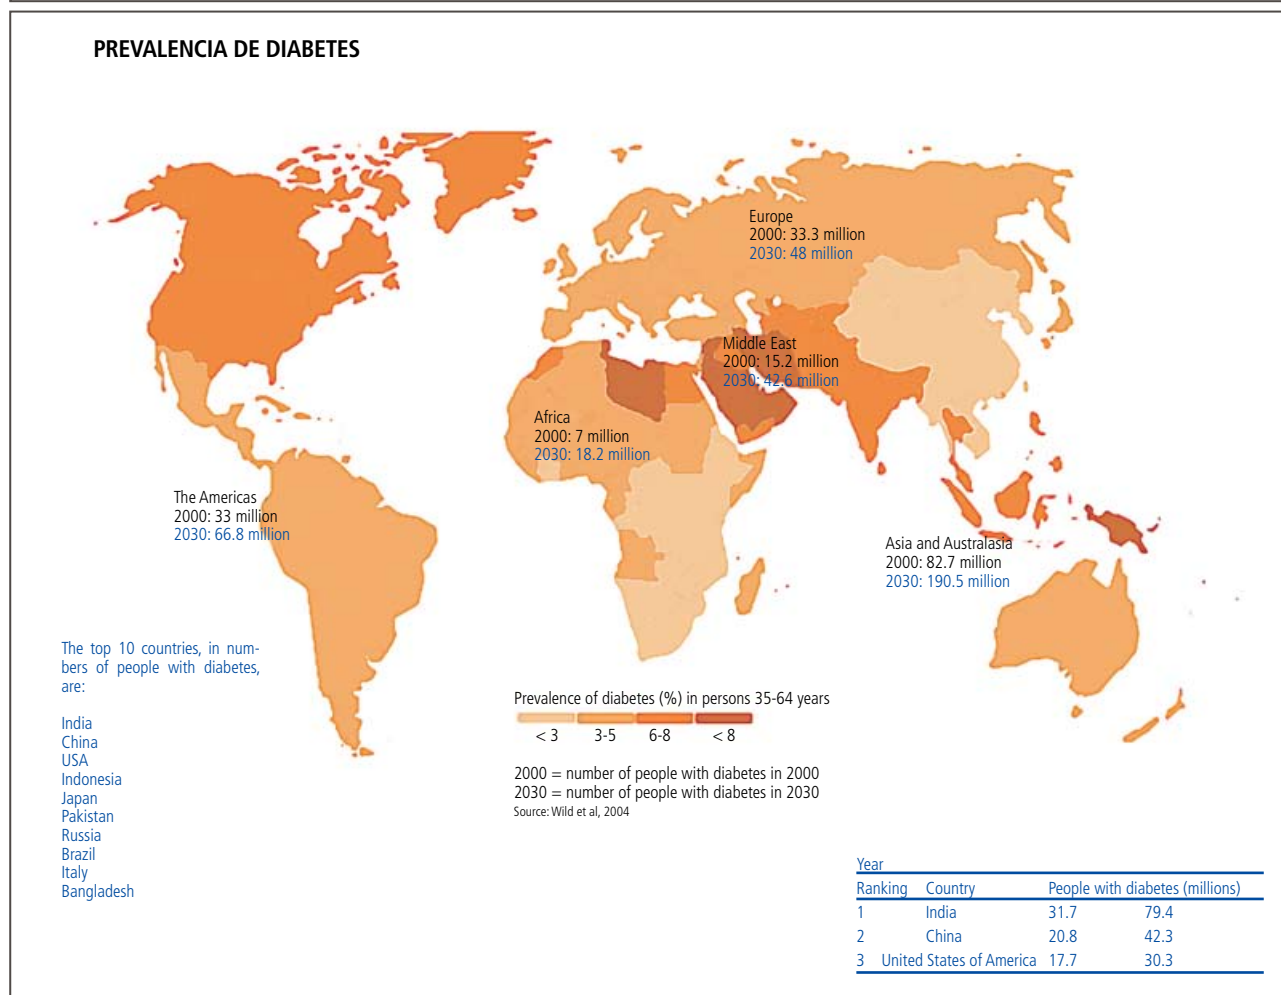 PREVALENCIA DE DIABETES
Europe
2000: 33.3 million
2030: 48 million
Middle East
2000: 15.2 million
2030: 42.6 million
Africa
2000: 7 million
2030: 18.2 million
The Americas
2000: 33 million
2030: 66.8 million
Asia and Australasia
2000: 82.7 million
2030: 190.5 million
The top 10 countries, in num-
bers of people with diabetes,
are:
India
China
USA
Indonesia
Japan
Pakistan
Russia
Brazil
Italy
Bangladesh
Prevalence of diabetes (%) in persons 35-64 years
< 3 3-5 6-8 < 8
2000 = number of people with diabetes in 2000
2030 = number of people with diabetes in 2030
Source: Wild et al, 2004
Year
Ranking Country People with diabetes (millions)
1 India 31.7 79.4
2 China 20.8 42.3
3 United States of America 17.7 30.3